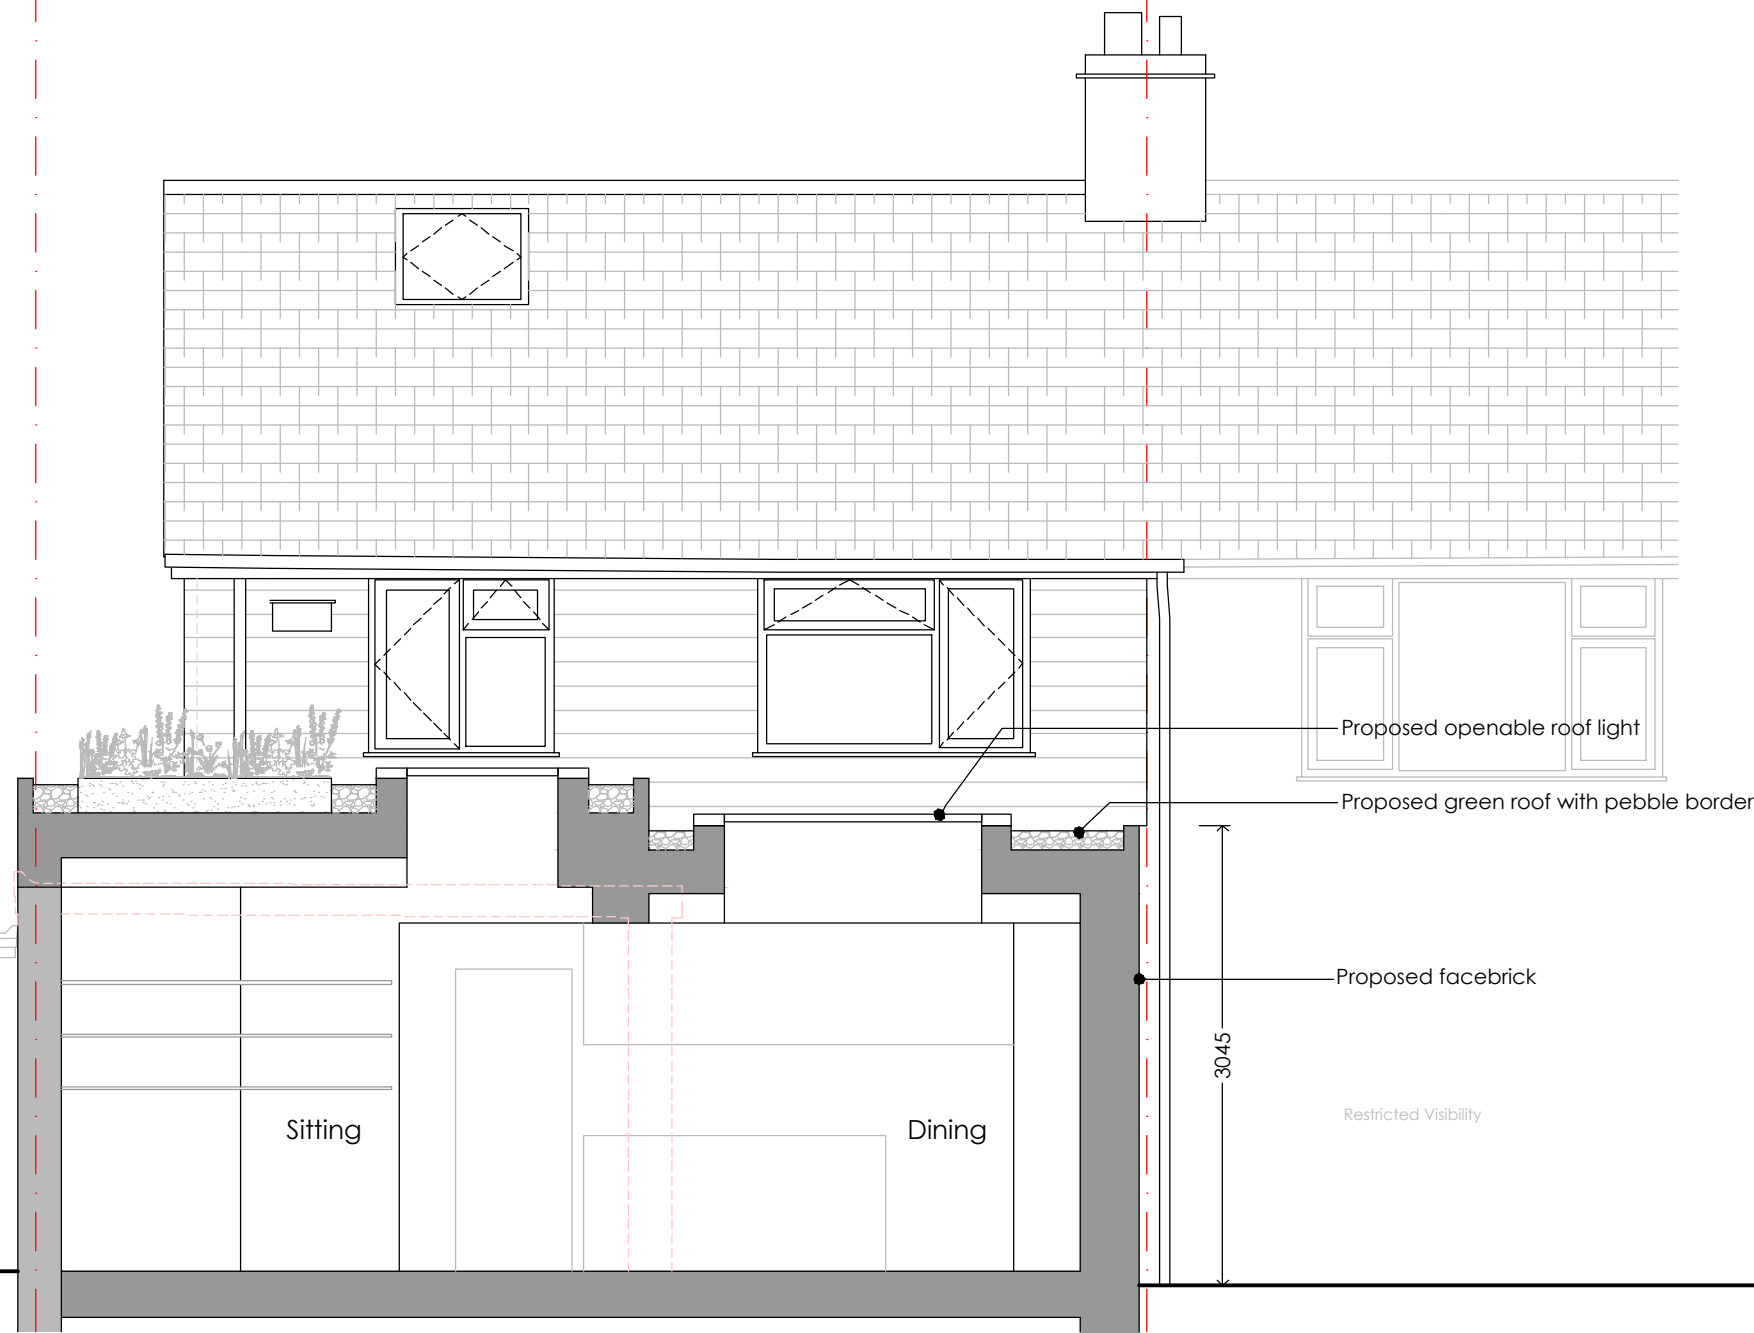 Proposed openable roof light
Proposed green roof with pebble border
Proposed facebrick
3045
Restricted Visibility
Sitting
Dining